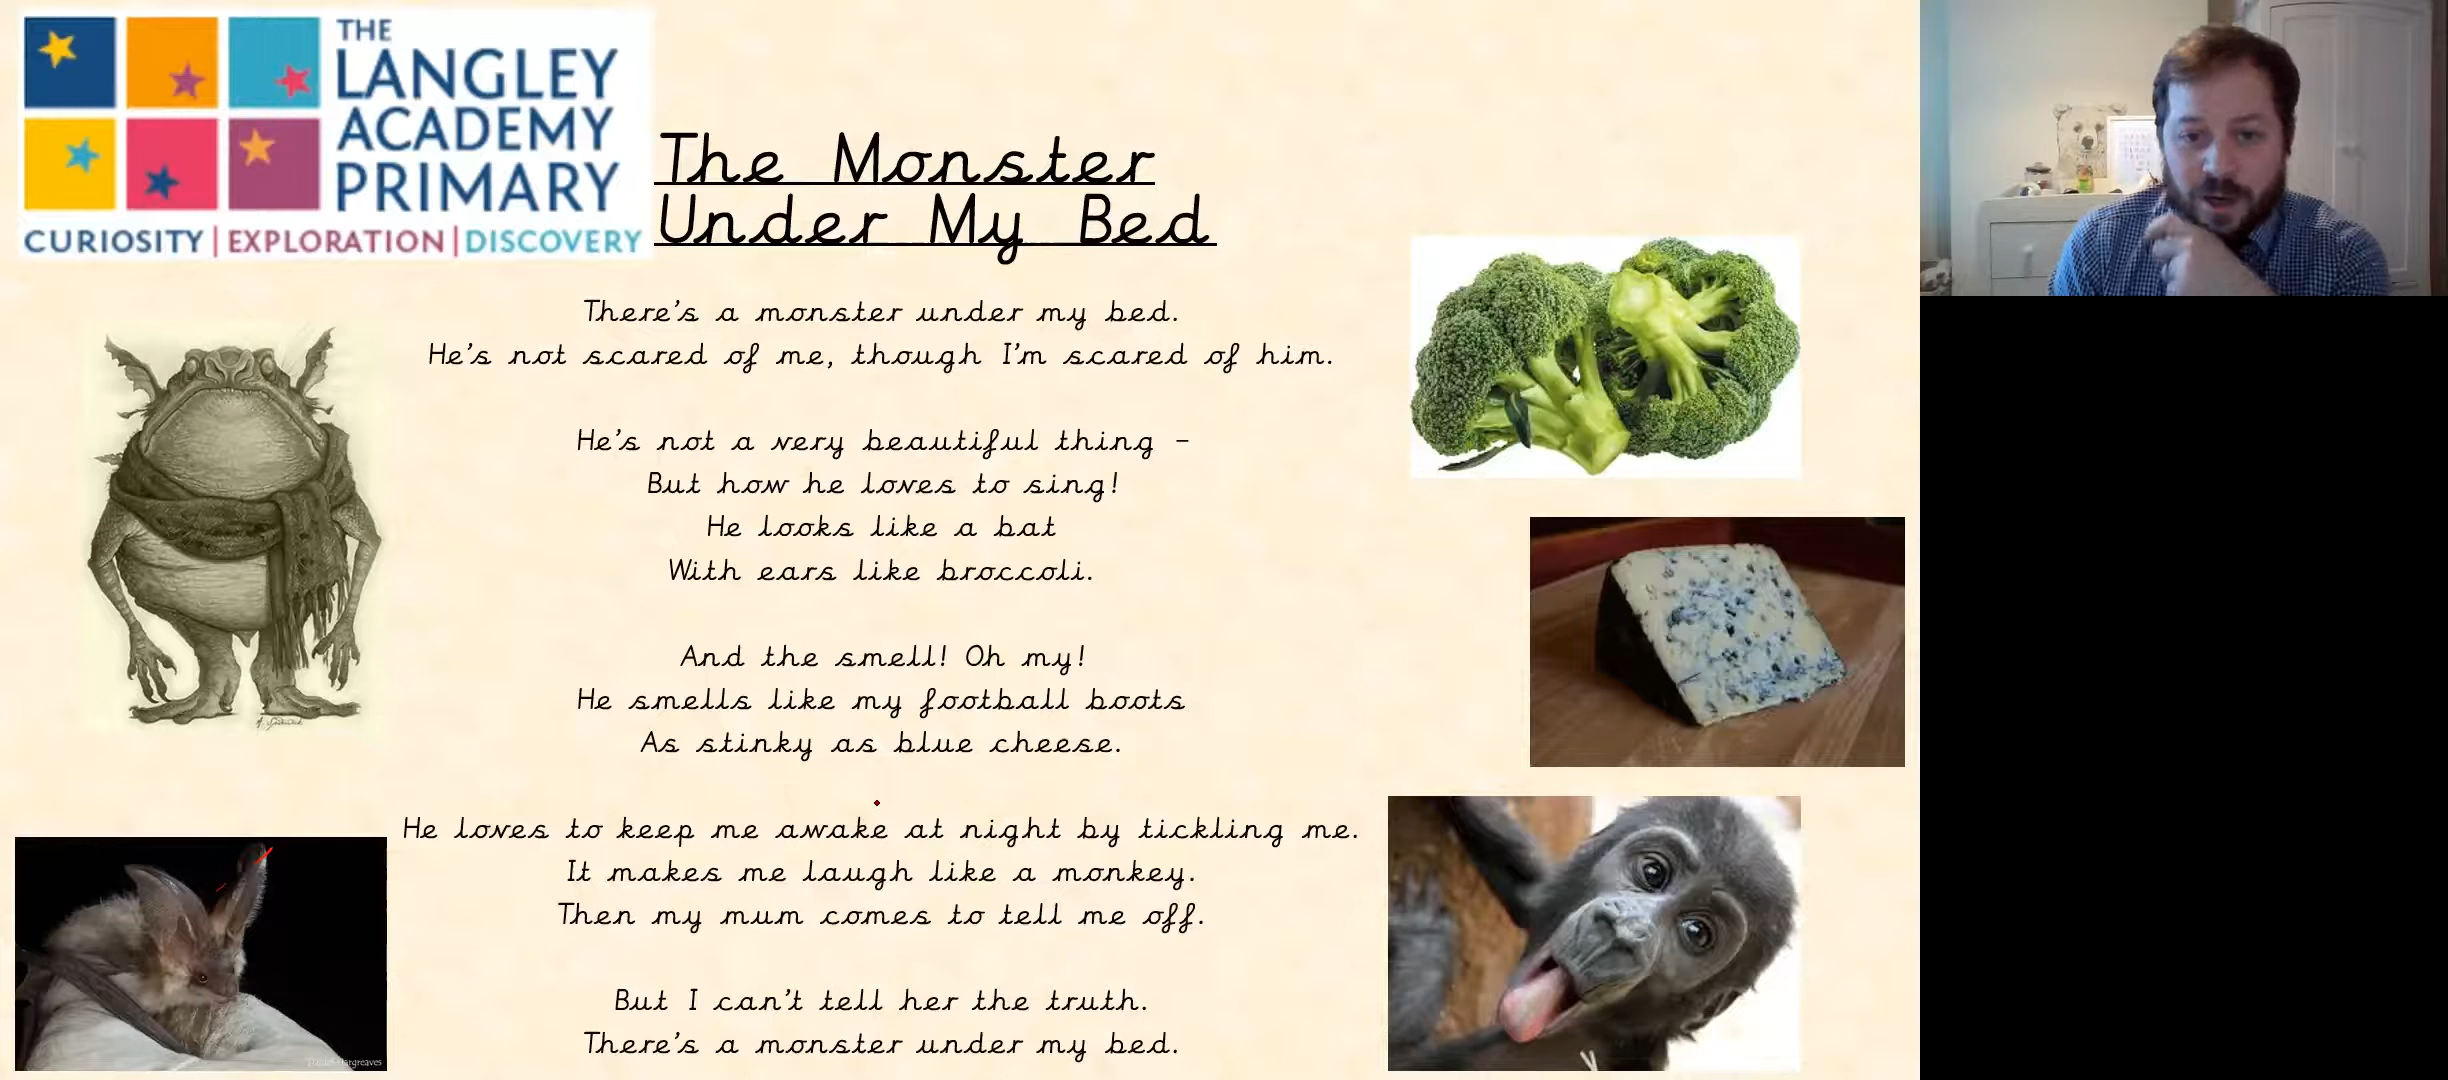 THE
LANGLEY
ACADEMY
PRIMARY
CURIOSITY | EXPLORATION | DISCOVERY
The Monster
Under My Bed
There's a monster under my bed.
He's not scared of me, though I'm scared of him.
He's not a very beautiful thing -
But how he loves to sing!
He looks like a bat
With ears like broccoli.
And the smell! Oh my!
He smells like my football boots
As stinky as blue cheese.
He loves to keep me awake at night by tickling me.
It makes me laugh like a monkey.
Then my mum comes to tell me off.
But I can't tell her the truth.
There's a monster under my bed.